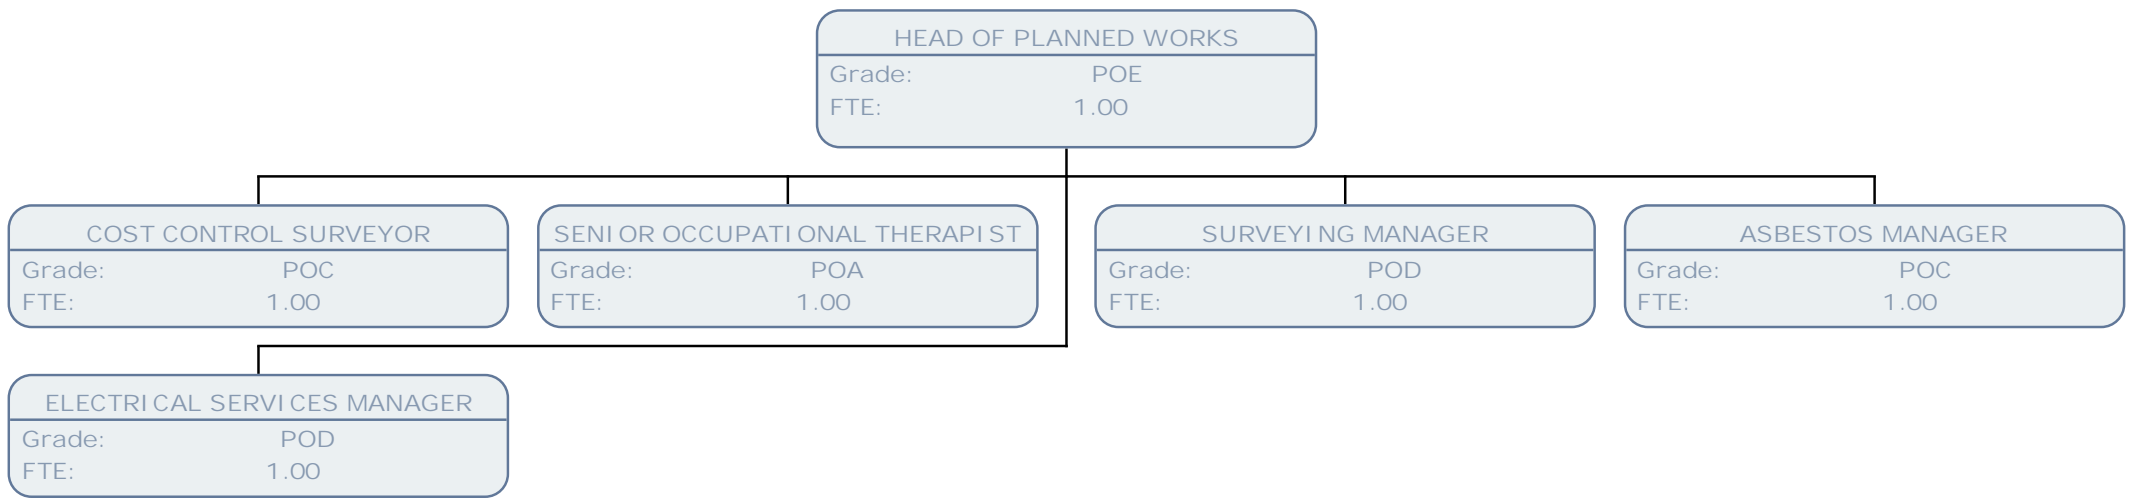 HEAD OF PLANNED WORKS
Grade: POE
FTE: 1.00
COST CONTROL SURVEYOR
Grade: POC
FTE: 1.00
SENIOR OCCUPATIONAL THERAPIST
Grade: POA
FTE: 1.00
SURVEYING MANAGER
Grade: POD
FTE: 1.00
ASBESTOS MANAGER
Grade: POC
FTE: 1.00
ELECTRICAL SERVICES MANAGER
Grade: POD
FTE: 1.00